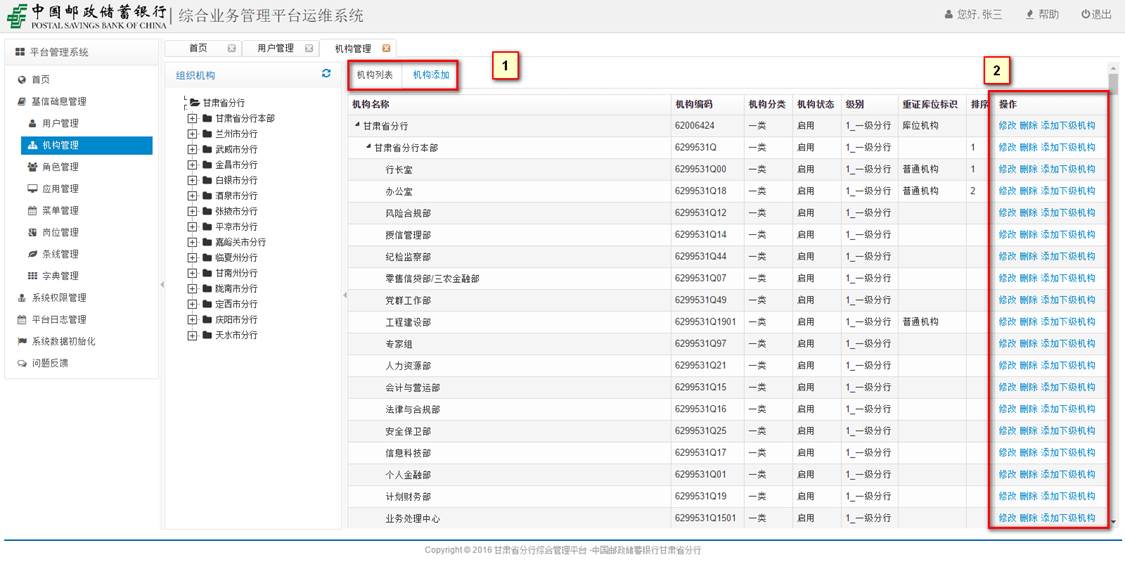 中国邮政储蓄银行 | 综合业务管理平台运维系统
POSTAL SAVINGS BANK OF CHINA
您好, 张三 帮助 退出
平台管理系统
首页
基信础息管理
用户管理
机构管理
角色管理
应用管理
菜单管理
岗位管理
条线管理
字典管理
系统权限管理
平台日志管理
系统数据初始化
问题反馈
首页 用户管理 机构管理
组织机构
甘肃省分行
甘肃省分行本部
兰州市分行
武威市分行
金昌市分行
白银市分行
酒泉市分行
张掖市分行
平凉市分行
嘉峪关市分行
临夏州分行
甘南州分行
陇南市分行
定西市分行
庆阳市分行
天水市分行
机构列表 机构添加
1
2
机构名称 机构编码 机构分类 机构状态 级别 重证库位标识 排序 操作
甘肃省分行 62006424 一类 启用 1_一级分行 库位机构 修改 删除 添加下级机构
甘肃省分行本部 6299531Q 一类 启用 1_一级分行 1 修改 删除 添加下级机构
行长室 6299531Q00 一类 启用 1_一级分行 普通机构 1 修改 删除 添加下级机构
办公室 6299531Q18 一类 启用 1_一级分行 普通机构 2 修改 删除 添加下级机构
风险合规部 6299531Q12 一类 启用 1_一级分行 修改 删除 添加下级机构
授信管理部 6299531Q14 一类 启用 1_一级分行 修改 删除 添加下级机构
纪检监察部 6299531Q44 一类 启用 1_一级分行 修改 删除 添加下级机构
零售信贷部/三农金融部 6299531Q07 一类 启用 1_一级分行 修改 删除 添加下级机构
党群工作部 6299531Q49 一类 启用 1_一级分行 修改 删除 添加下级机构
工程建设部 6299531Q1901 一类 启用 1_一级分行 普通机构 修改 删除 添加下级机构
专家组 6299531Q97 一类 启用 1_一级分行 修改 删除 添加下级机构
人力资源部 6299531Q21 一类 启用 1_一级分行 修改 删除 添加下级机构
会计与营运部 6299531Q15 一类 启用 1_一级分行 修改 删除 添加下级机构
法律与合规部 6299531Q16 一类 启用 1_一级分行 修改 删除 添加下级机构
安全保卫部 6299531Q25 一类 启用 1_一级分行 修改 删除 添加下级机构
信息科技部 6299531Q17 一类 启用 1_一级分行 修改 删除 添加下级机构
个人金融部 6299531Q01 一类 启用 1_一级分行 修改 删除 添加下级机构
计划财务部 6299531Q19 一类 启用 1_一级分行 修改 删除 添加下级机构
业务处理中心 6299531Q1501 一类 启用 1_一级分行 修改 删除 添加下级机构
Copyright © 2016 甘肃省分行综合管理平台 -中国邮政储蓄银行甘肃省分行